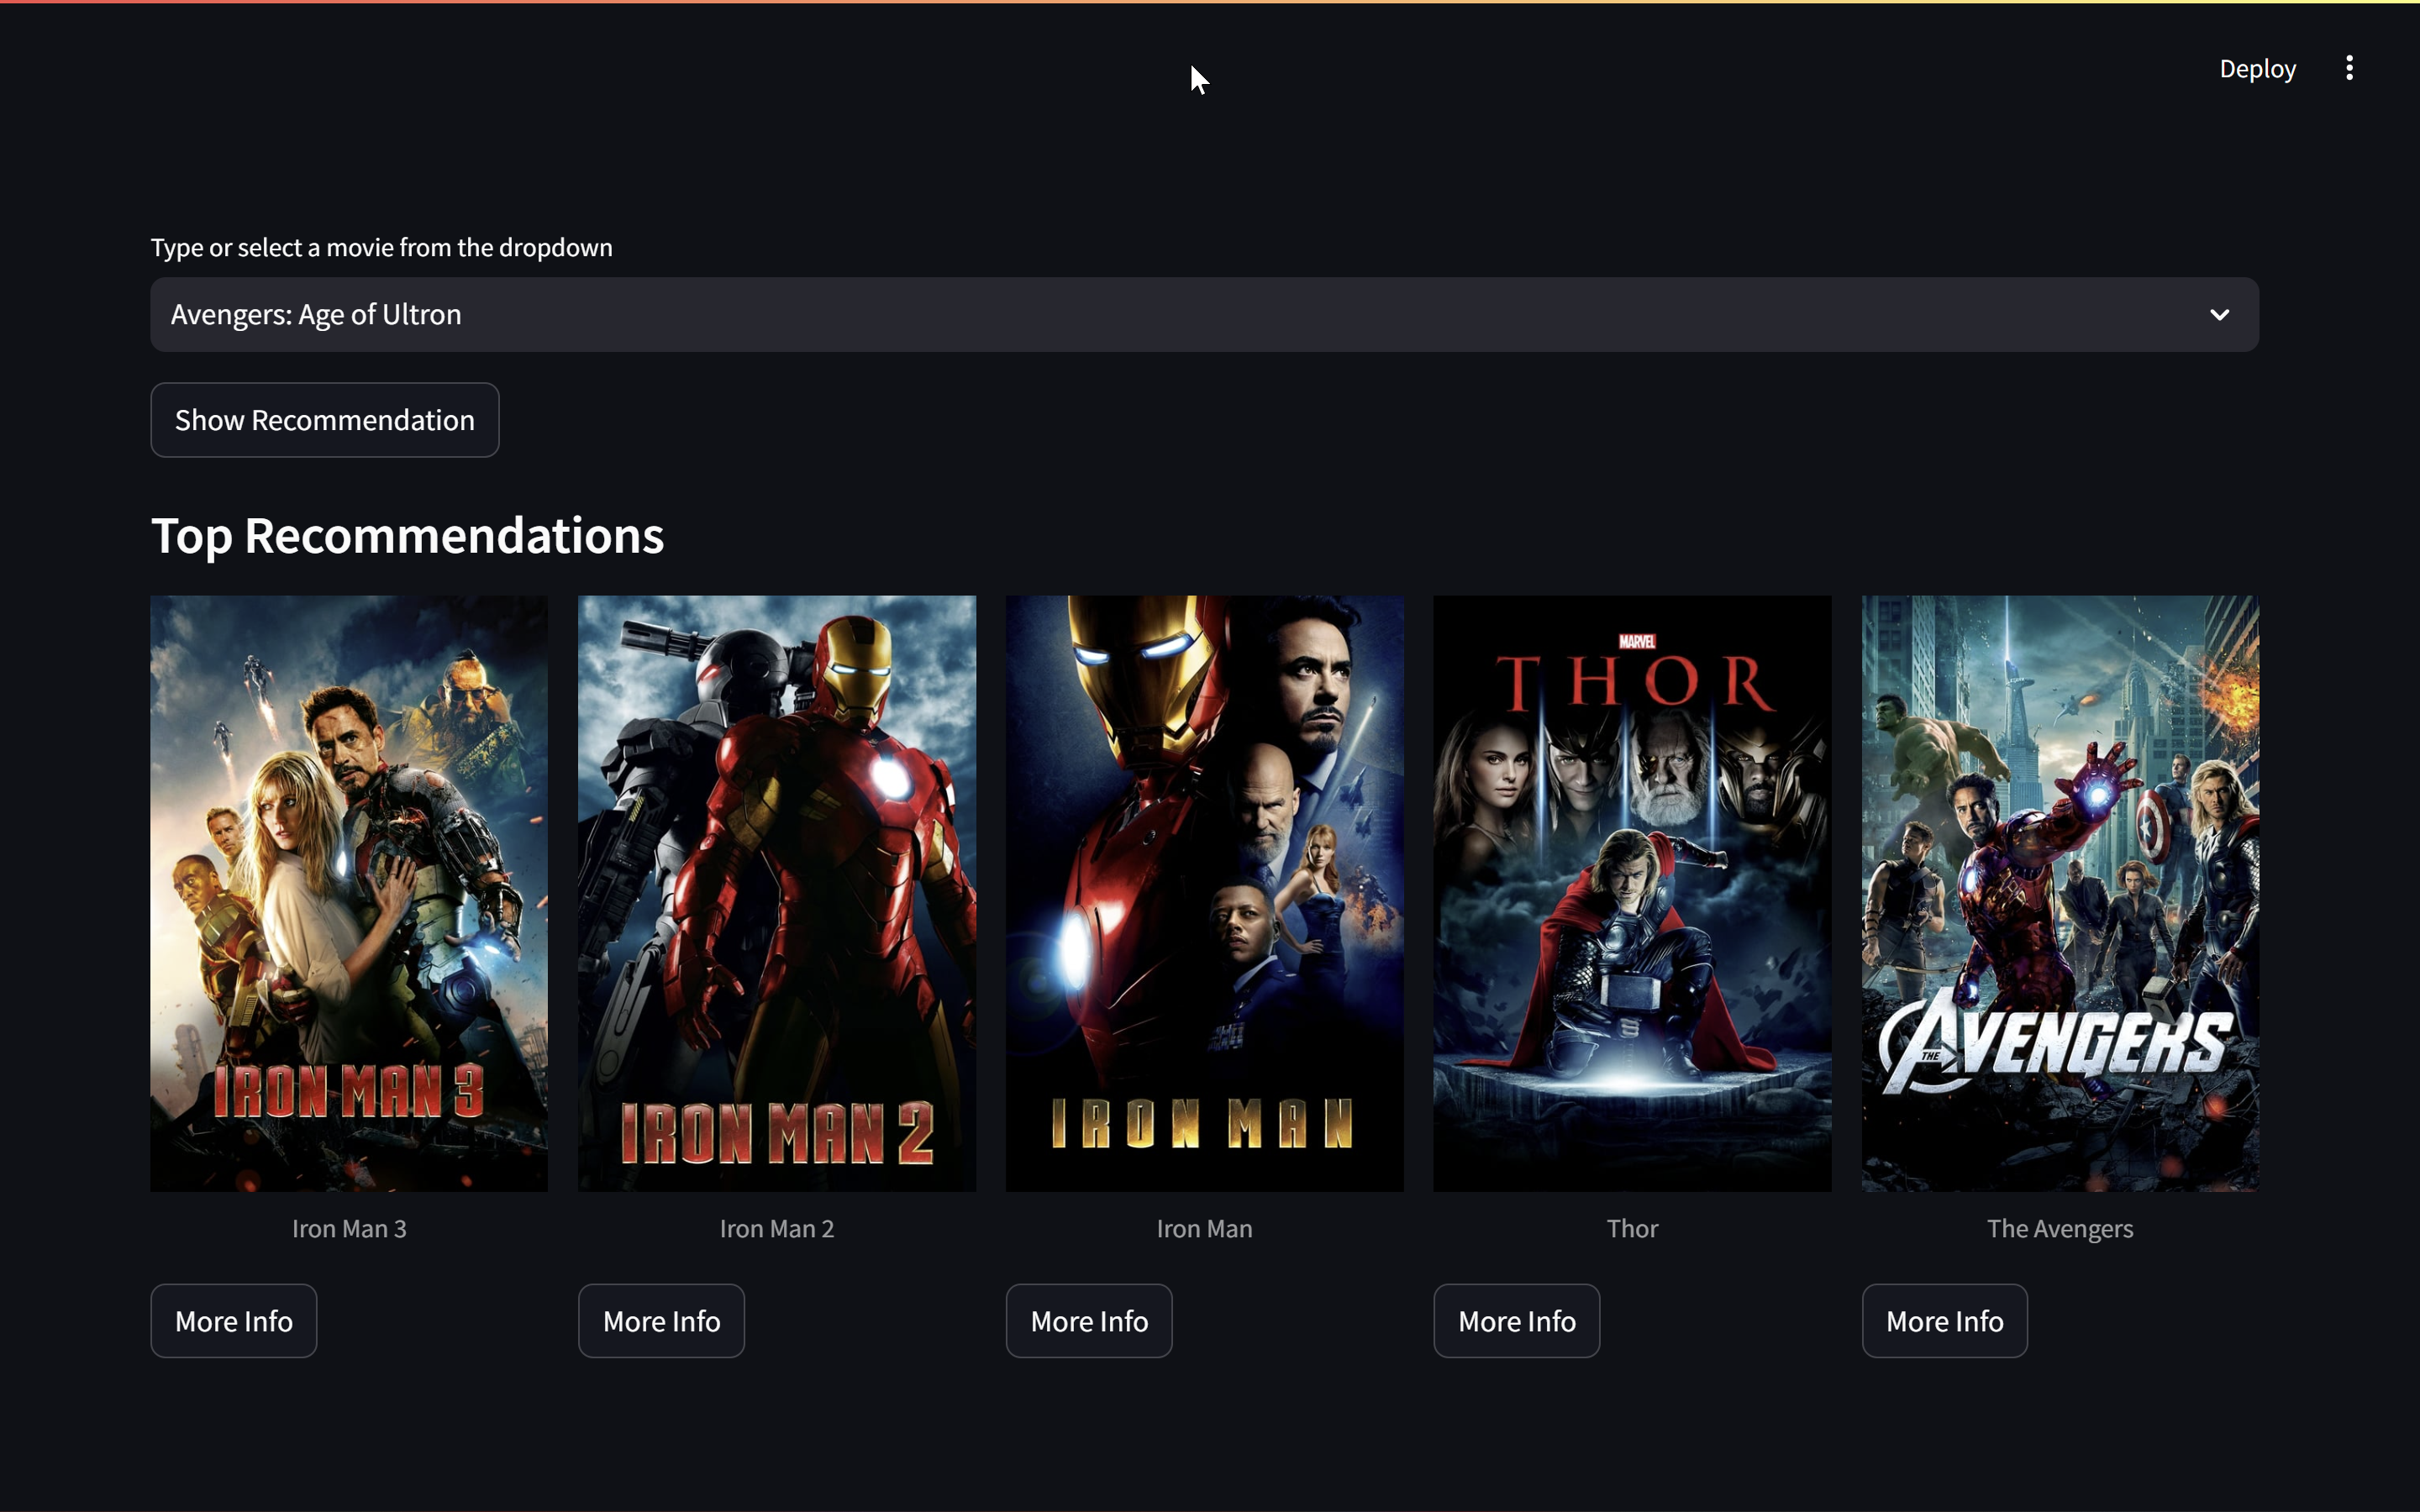 Deploy
Type or select a movie from the dropdown
Avengers: Age of Ultron
Show Recommendation
Top Recommendations
IRON MAN 3
IRON MAN 2
IRON MAN
MARVEL
THOR
THE AVENGERS
Iron Man 3
Iron Man 2
Iron Man
Thor
The Avengers
More Info
More Info
More Info
More Info
More Info